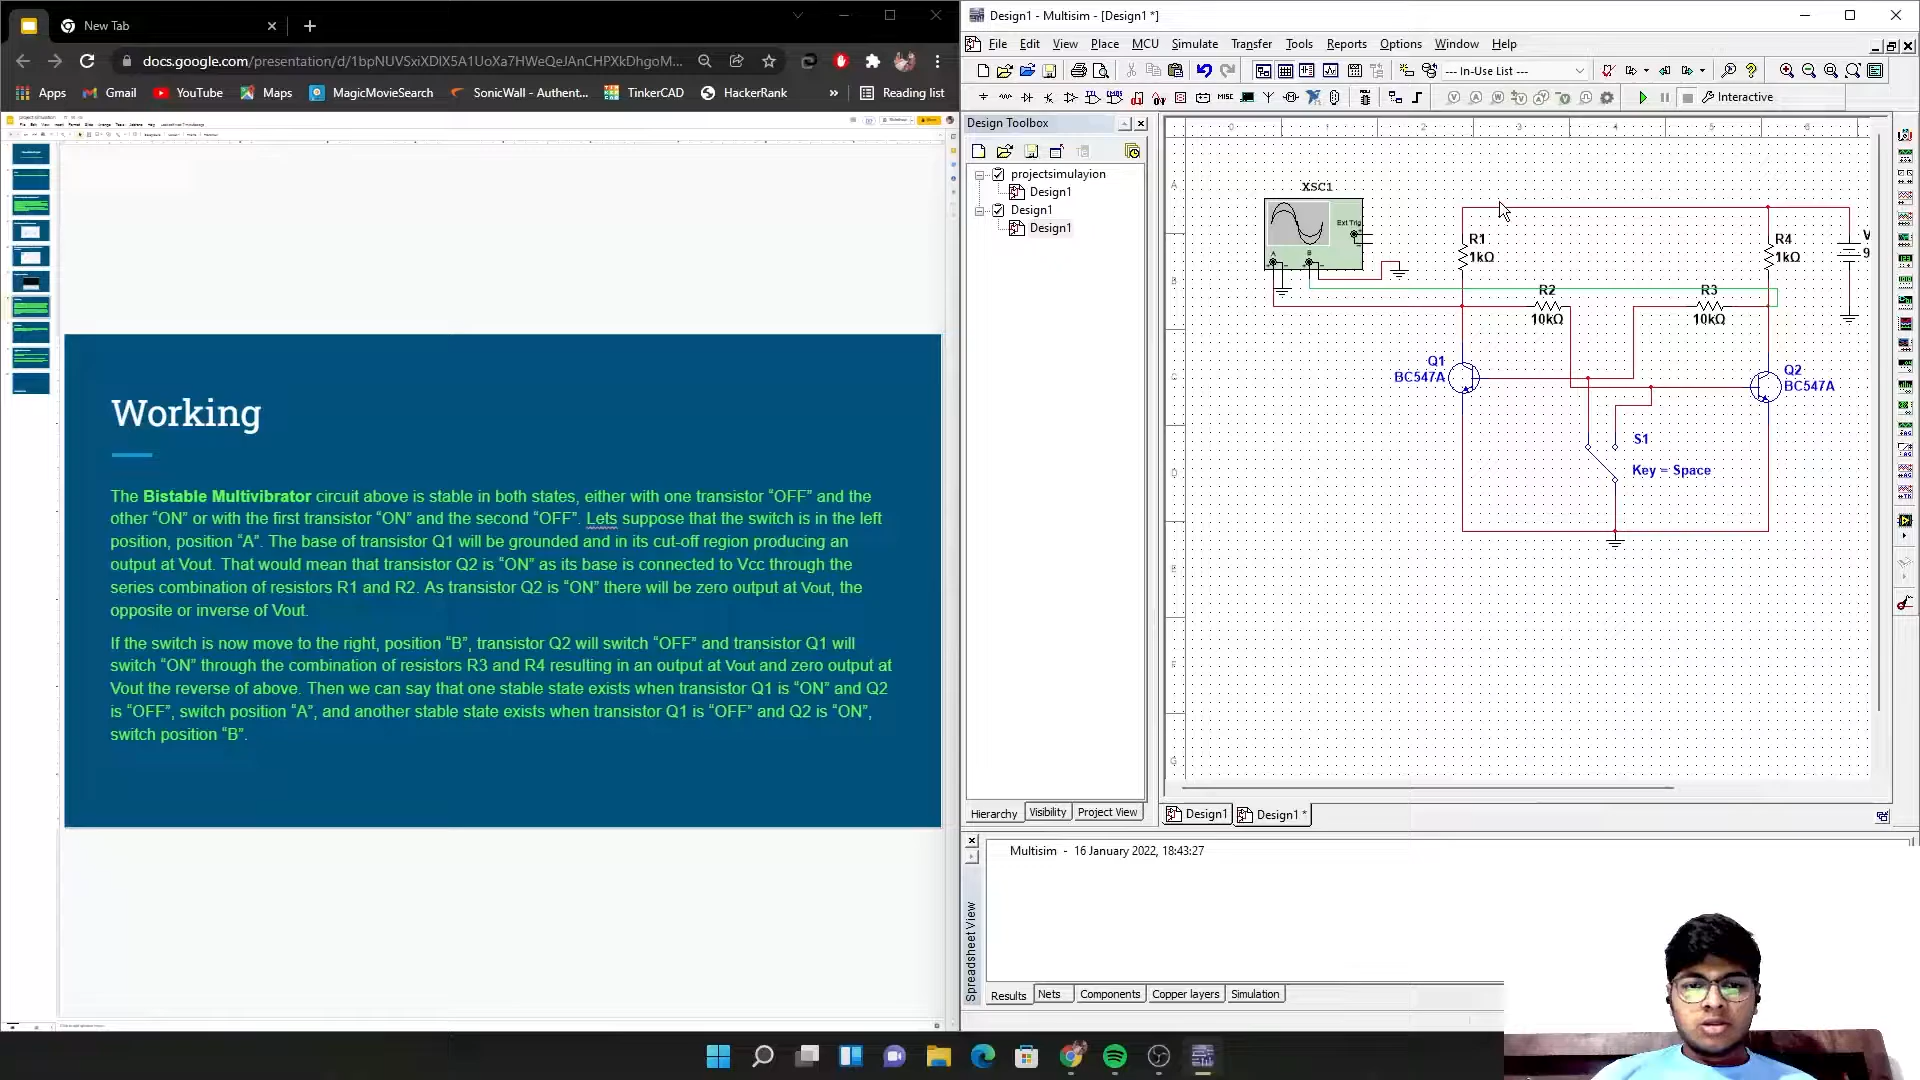 New Tab
docs.google.com/presentation/d/1bpNUVSxiXDlX5A1UoXa7HWeQeJAnCHPXkDhgoM...
Apps
Gmail
YouTube
Maps
MagicMovieSearch
SonicWall - Authent...
TinkerCAD
HackerRank
»
Reading list
Working
The Bistable Multivibrator circuit above is stable in both states, either with one transistor “OFF” and the
other “ON” or with the first transistor “ON” and the second “OFF”. Lets suppose that the switch is in the left
position, position “A”. The base of transistor Q1 will be grounded and in its cut-off region producing an
output at Vout. That would mean that transistor Q2 is “ON” as its base is connected to Vcc through the
series combination of resistors R1 and R2. As transistor Q2 is “ON” there will be zero output at Vout, the
opposite or inverse of Vout.
If the switch is now move to the right, position “B”, transistor Q2 will switch “OFF” and transistor Q1 will
switch “ON” through the combination of resistors R3 and R4 resulting in an output at Vout and zero output at
Vout the reverse of above. Then we can say that one stable state exists when transistor Q1 is “ON” and Q2
is “OFF”, switch position “A”, and another stable state exists when transistor Q1 is “OFF” and Q2 is “ON”,
switch position “B”.
Design1 - Multisim - [Design1 *]
File Edit View Place MCU Simulate Transfer Tools Reports Options Window Help
--- In-Use List ---
MISC
Interactive
Design Toolbox
projectsimulayion
Design1
Design1
Design1
Hierarchy
Visibility
Project View
0 1 2 3 4 5 6
A
B
C
D
G
XSC1
Ext Trig
A
B
R1
1kΩ
R4
1kΩ
V
9
R2
10kΩ
R3
10kΩ
Q1
BC547A
Q2
BC547A
S1
Key = Space
Design1
Design1 *
Multisim - 16 January 2022, 18:43:27
Spreadsheet View
Results
Nets
Components
Copper layers
Simulation